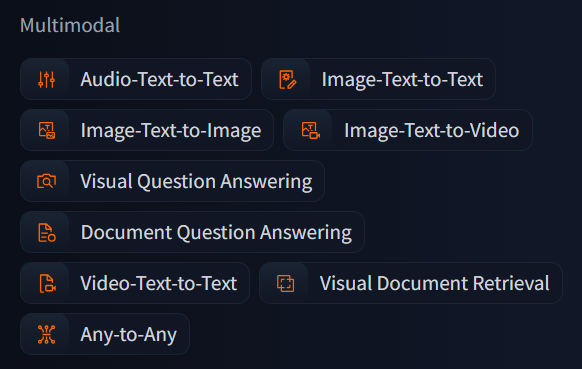 Multimodal
Audio-Text-to-Text Image-Text-to-Text
Image-Text-to-Image Image-Text-to-Video
Visual Question Answering
Document Question Answering
Video-Text-to-Text Visual Document Retrieval
Any-to-Any